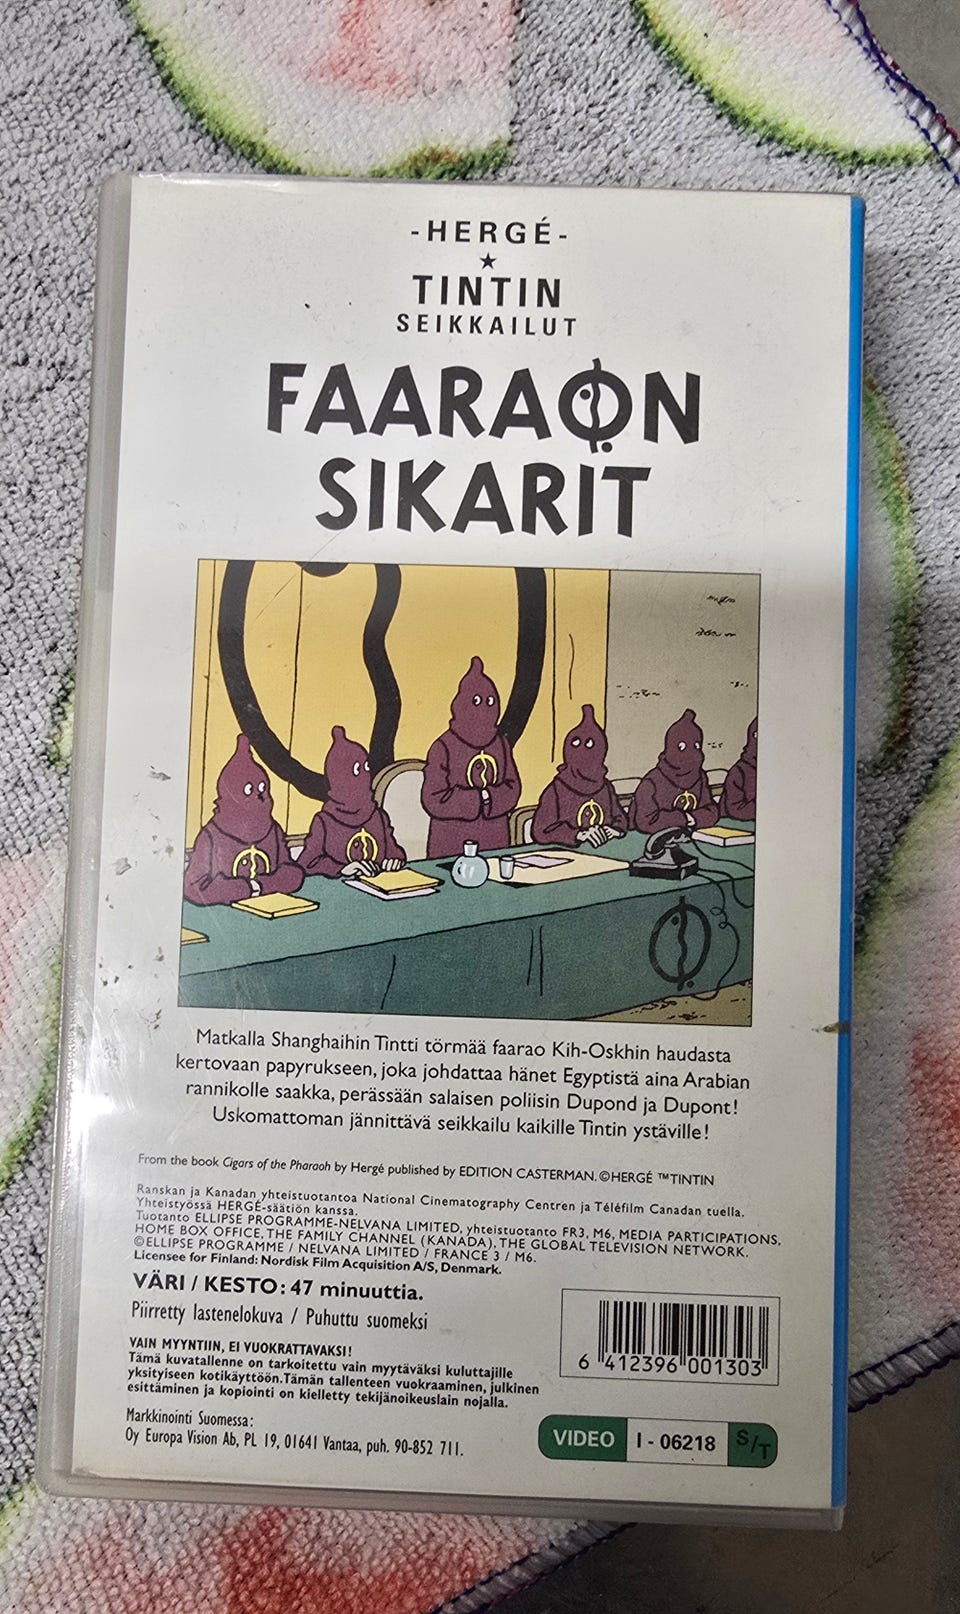 -HERGÉ-
TINTIN
SEIKKAILUT
FAARAON
SIKARIT
Matkalla Shanghaihin Tintti törmää faarao Kih-Oskhin haudasta
kertovaan papyrukseen, joka johdattaa hänet Egyptistä aina Arabian
rannikolle saakka, perässään salaisen poliisin Dupond ja Dupont!
Uskomattoman jännittävä seikkailu kaikille Tintin ystäville!
From the book Cigars of the Pharaoh by Hergé published by EDITION CASTERMAN. ©HERGÉ ™TINTIN
Ranskan ja Kanadan yhteistuotantoa National Cinematography Centren ja Téléfilm Canadan tuella.
Yhteistyössä HERGÉ-säätiön kanssa.
Tuotanto ELLIPSE PROGRAMME-NELVANA LIMITED, yhteistuotanto FR3, M6, MEDIA PARTICIPATIONS,
HOME BOX OFFICE, THE FAMILY CHANNEL (KANADA), THE GLOBAL TELEVISION NETWORK.
©ELLIPSE PROGRAMME / NELVANA LIMITED / FRANCE 3 / M6.
Licensee for Finland: Nordisk Film Acquisition A/S, Denmark.
VÄRI / KESTO: 47 minuuttia.
Piirretty lastenelokuva / Puhuttu suomeksi
VAIN MYYNTIIN, EI VUOKRATTAVAKSI!
Tämä kuvatallenne on tarkoitettu vain myytäväksi kuluttajille
yksityiseen kotikäyttöön. Tämän tallenteen vuokraaminen, julkinen
esittäminen ja kopiointi on kielletty tekijänoikeuslain nojalla.
Markkinointi Suomessa:
Oy Europa Vision Ab, PL 19, 01641 Vantaa, puh. 90-852 711.
6 412396 001303
VIDEO I - 06218 S/T